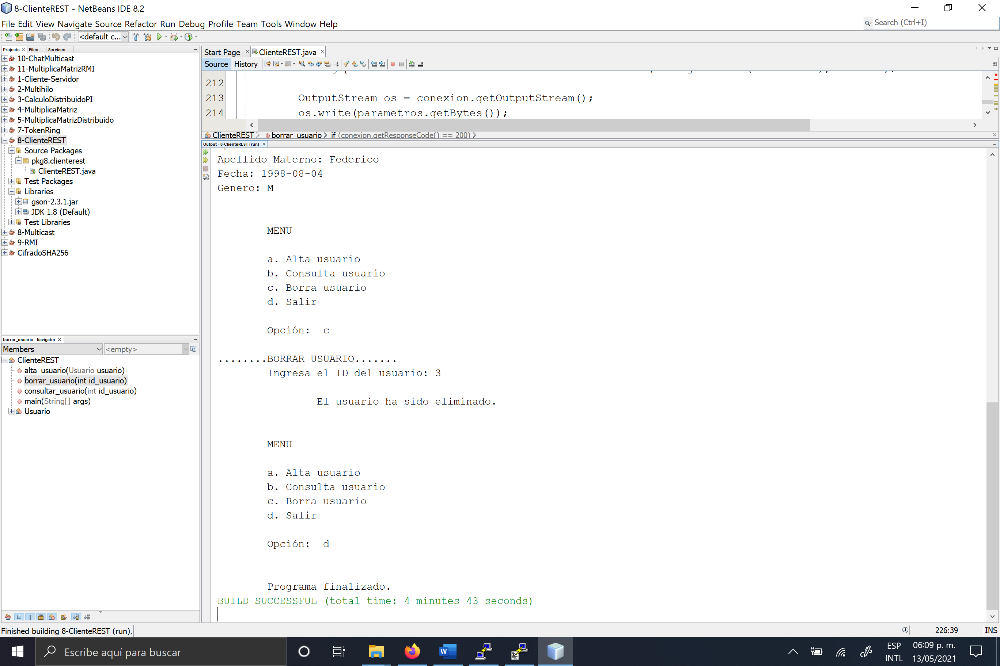 8-ClienteREST - NetBeans IDE 8.2
File Edit View Navigate Source Refactor Run Debug Profile Team Tools Window Help
Search (Ctrl+I)
<default c...
Projects
Files
Services
10-ChatMulticast
11-MultiplicaMatrizRMI
1-Cliente-Servidor
2-Multihilo
3-CalculoDistribuidoPI
4-MultiplicaMatriz
5-MultiplicaMatrizDistribuido
7-TokenRing
8-ClienteREST
Source Packages
pkg8.clienterest
ClienteREST.java
Test Packages
Libraries
gson-2.3.1.jar
JDK 1.8 (Default)
Test Libraries
8-Multicast
9-RMI
CifradoSHA256
borrar_usuario - Navigator
Members
<empty>
ClienteREST
alta_usuario(Usuario usuario)
borrar_usuario(int id_usuario)
consultar_usuario(int id_usuario)
main(String[] args)
Usuario
Start Page
ClienteREST.java
Source
History
212
213 OutputStream os = conexion.getOutputStream();
214 os.write(parametros.getBytes());
ClienteREST
borrar_usuario
if (conexion.getResponseCode() == 200)
Output - 8-ClienteREST (run)
Apellido Materno: Federico
Fecha: 1998-08-04
Genero: M
MENU
a. Alta usuario
b. Consulta usuario
c. Borra usuario
d. Salir
Opción:  c
........BORRAR USUARIO.......
Ingresa el ID del usuario: 3
El usuario ha sido eliminado.
MENU
a. Alta usuario
b. Consulta usuario
c. Borra usuario
d. Salir
Opción:  d
Programa finalizado.
BUILD SUCCESSFUL (total time: 4 minutes 43 seconds)
Finished building 8-ClienteREST (run).
226:39
INS
Escribe aquí para buscar
ESP
INTL
06:09 p. m.
13/05/2021